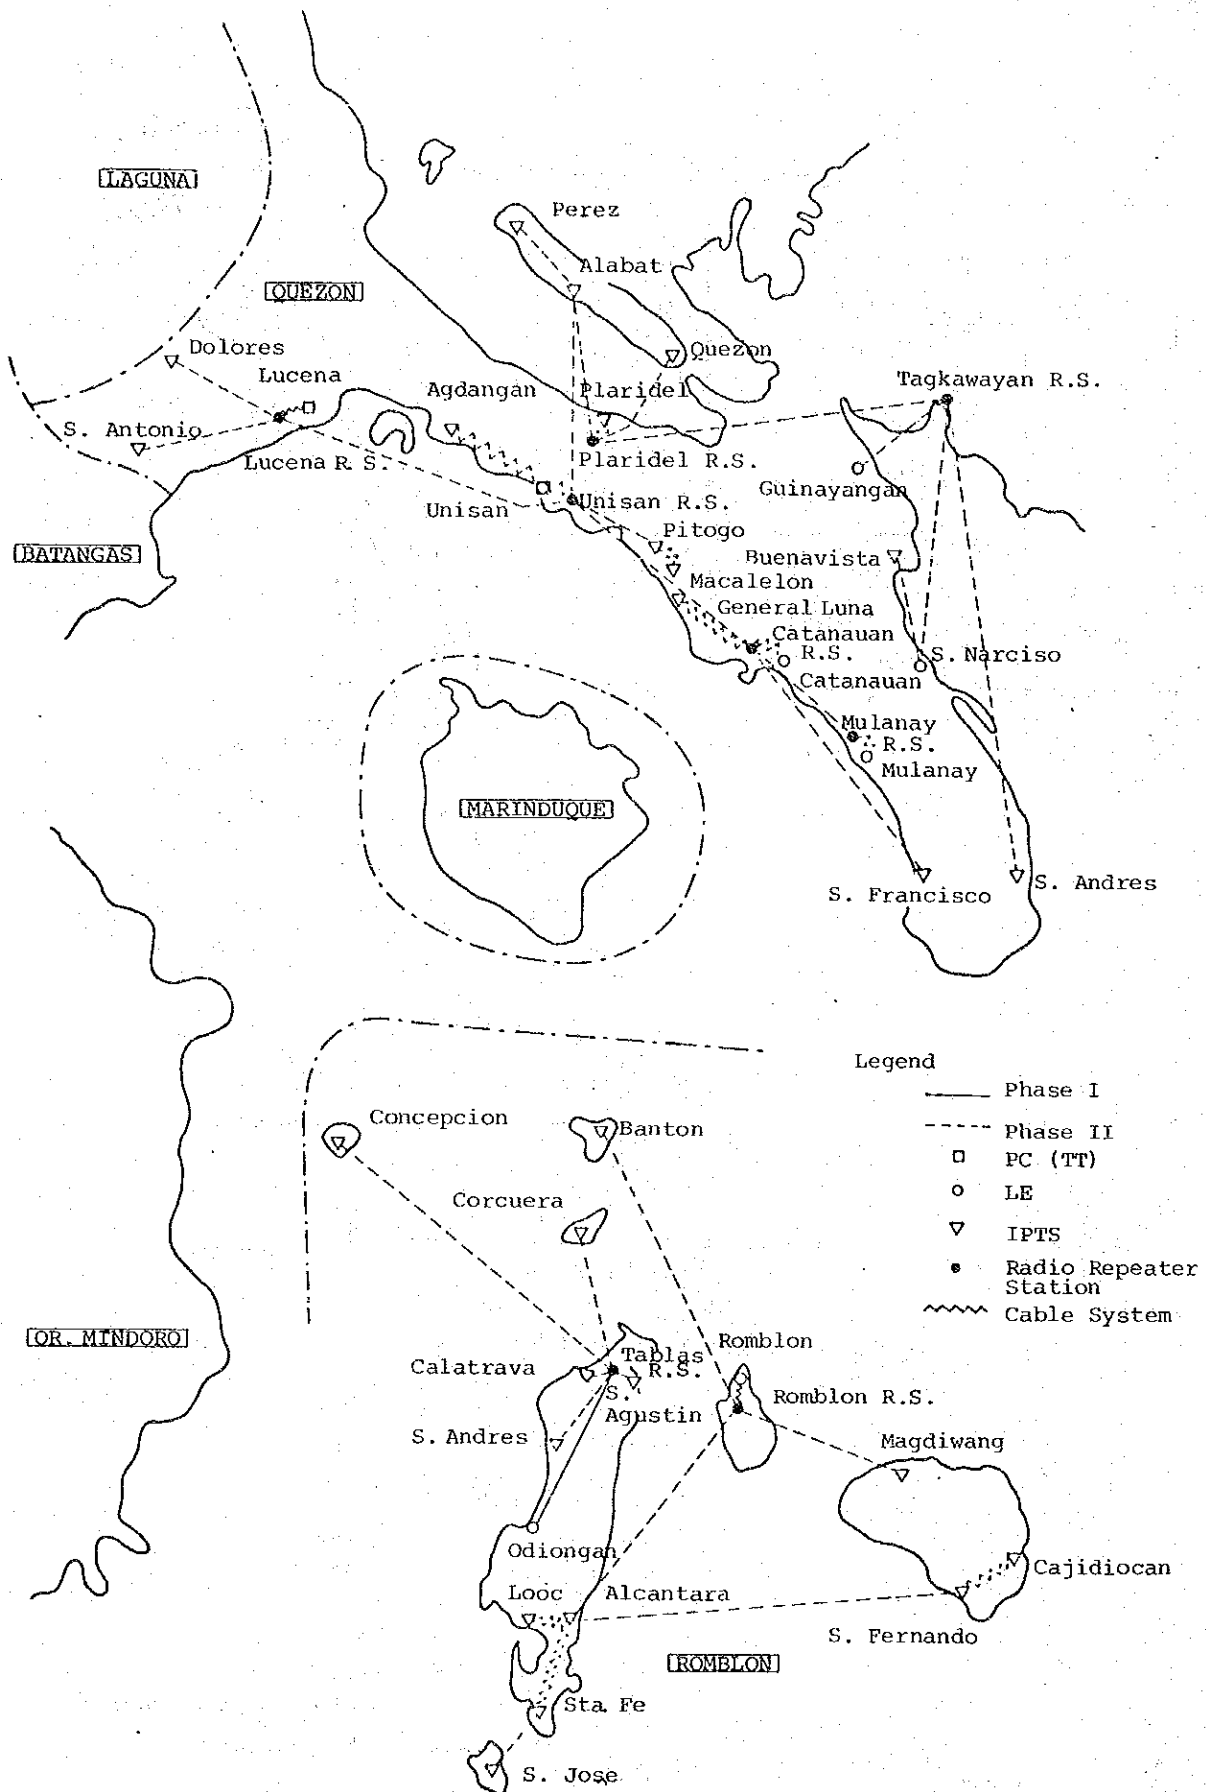 LAGUNA
Perez
Alabat
QUEZON
Dolores
Quezon
Lucena
Agdangan
Plaridel
Tagkawayan R.S.
S. Antonio
Lucena R.S.
Plaridel R.S.
Guinayangan
Unisan
Unisan R.S.
Pitogo
BATANGAS
Buenavista
Macalelon
General Luna
Catanauan
R.S.
S. Narciso
Catanauan
Mulanay
R.S.
Mulanay
MARINDUQUE
S. Francisco
S. Andres
Legend
Phase I
Phase II
PC (TT)
LE
IPTS
Radio Repeater
Station
Cable System
Concepcion
Banton
Corcuera
OR. MINDORO
Romblon
Tablas
R.S.
Calatrava
S.
Agustin
Romblon R.S.
S. Andres
Magdiwang
Odiongan
Looc
Alcantara
Cajidiocan
S. Fernando
ROMBLON
Sta. Fe
S. Jose